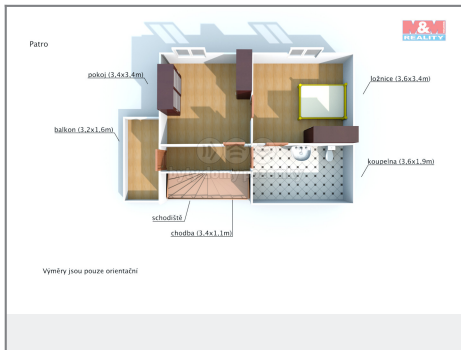 M&M
REALITY
Patro
pokoj (3,4x3,4m)
ložnice (3,6x3,4m)
balkon (3,2x1,6m)
koupelna (3,6x1,9m)
schodiště
chodba (3,4x1,1m)
Výměry jsou pouze orientační